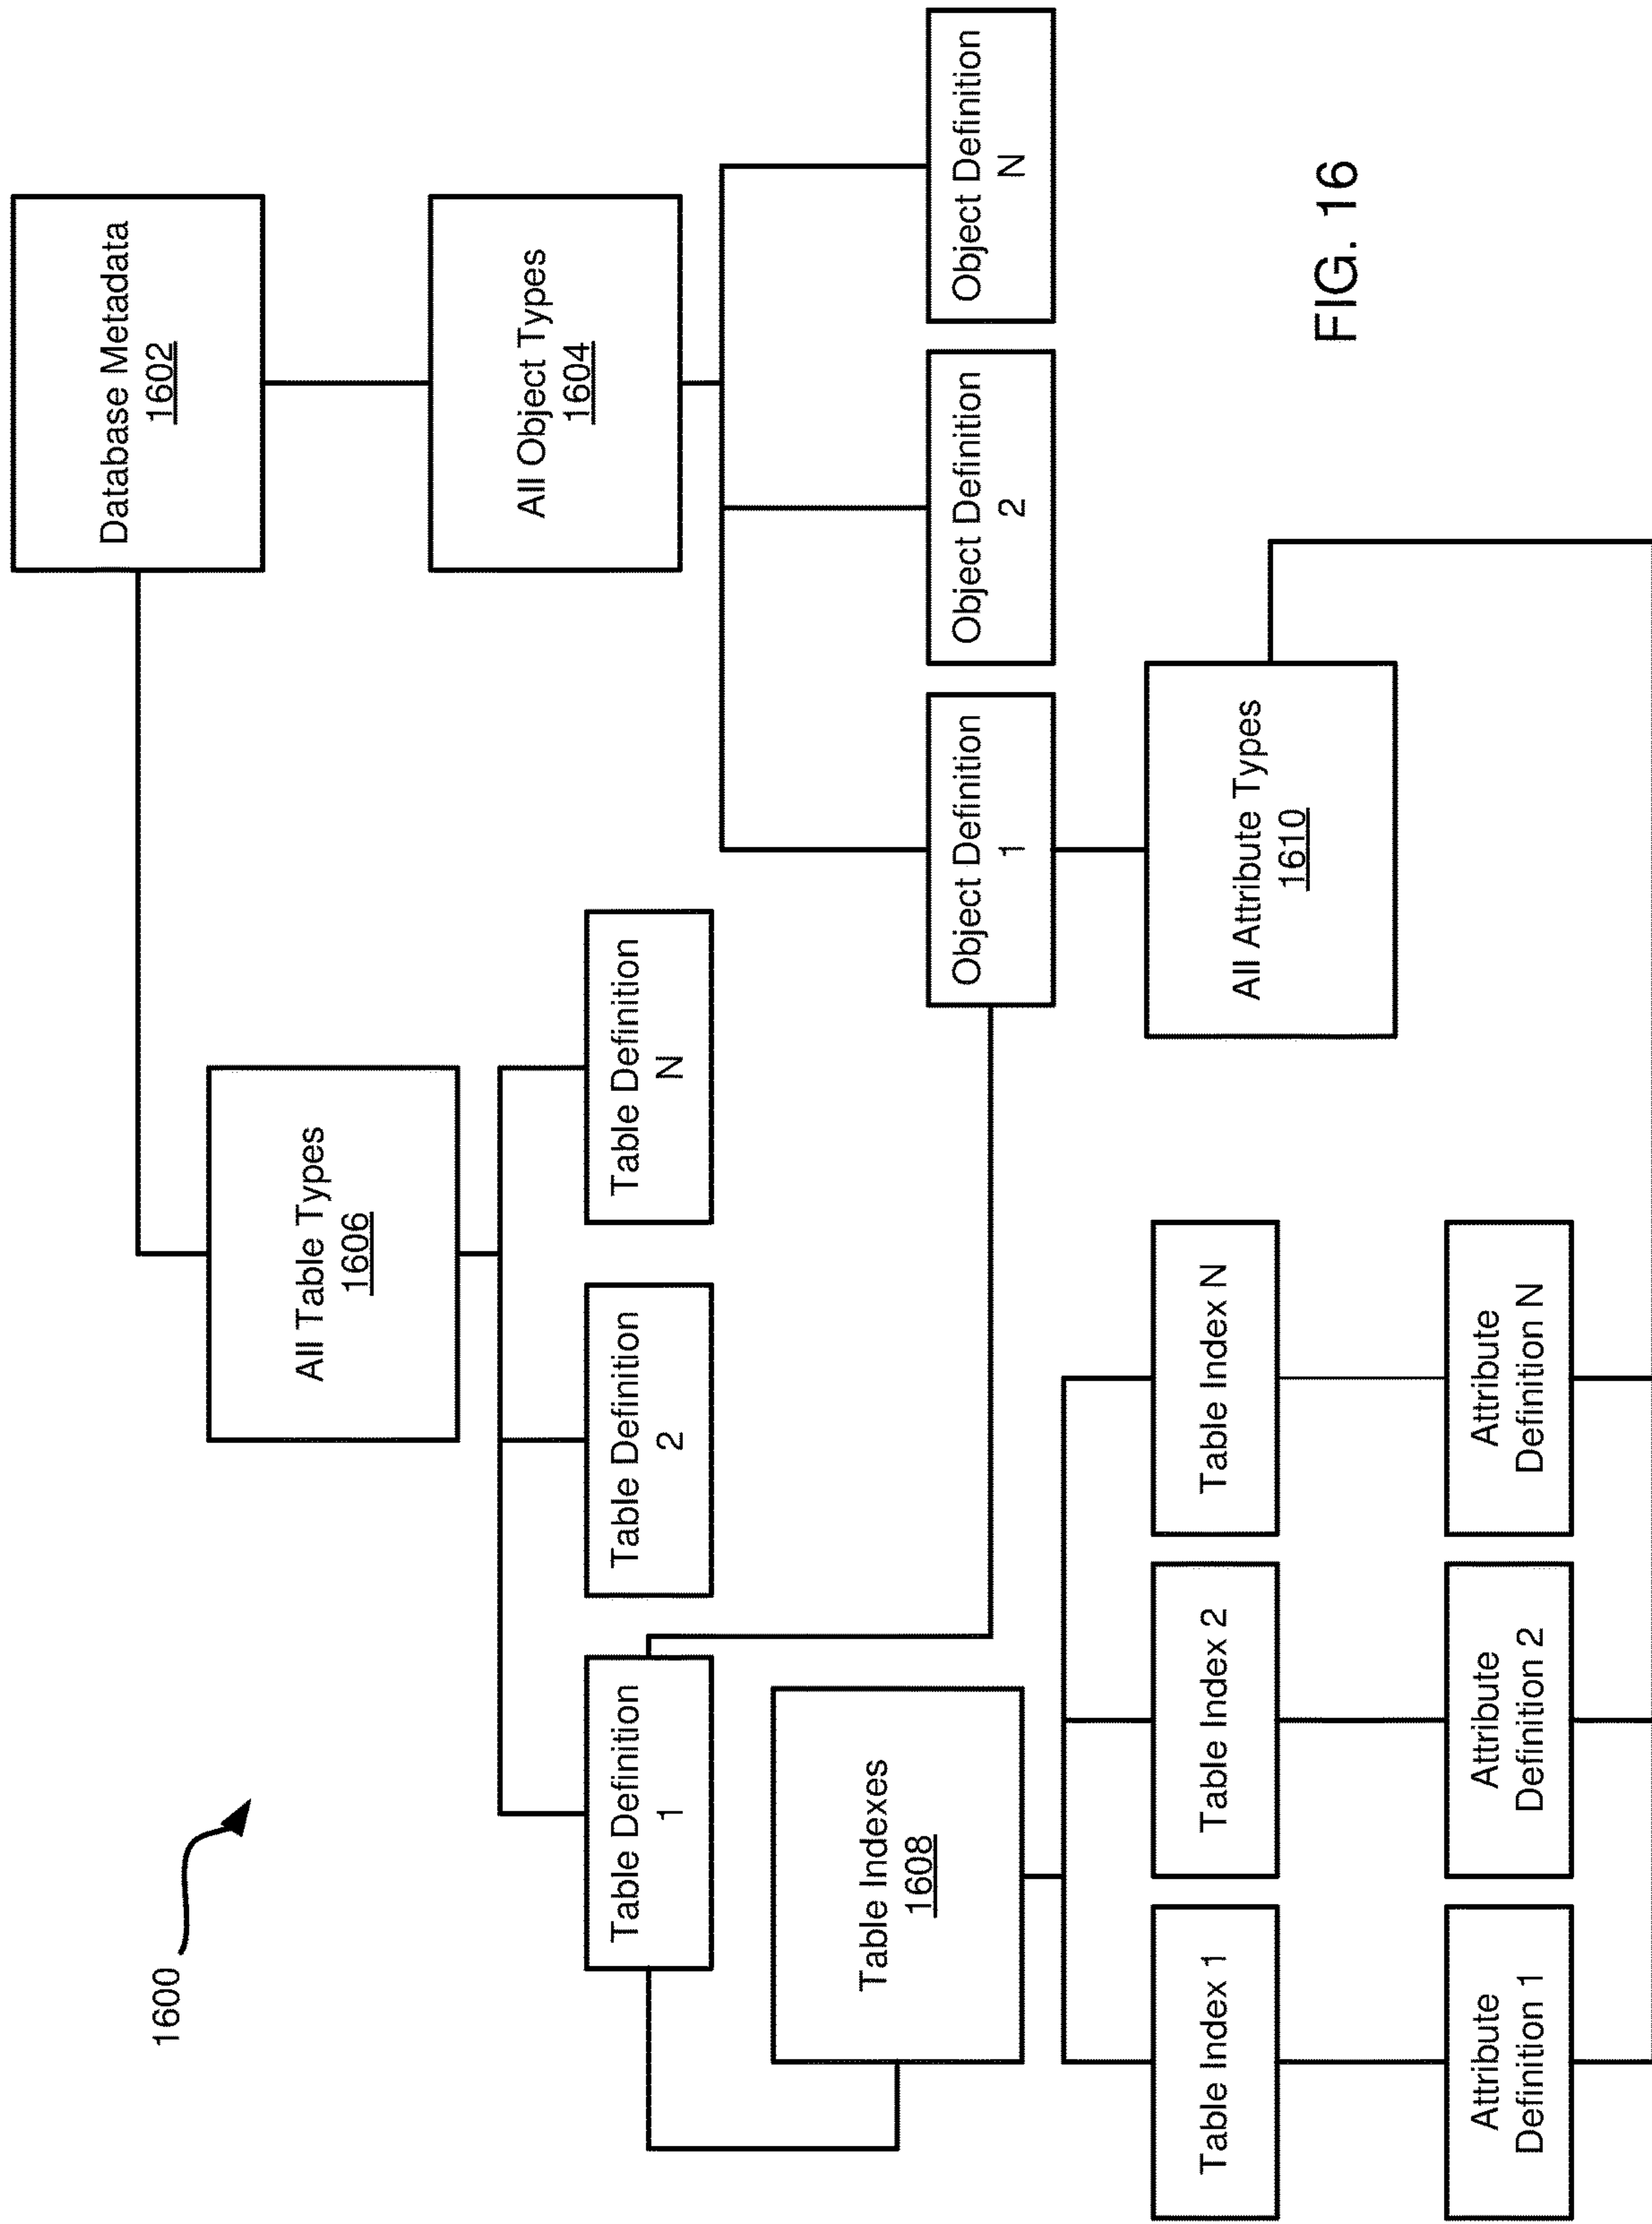 1600
Database Metadata
1602
All Table Types
1606
All Object Types
1604
Table Definition
1
Table Definition
2
Table Definition
N
Object Definition
1
Object Definition
2
Object Definition
N
Table Indexes
1608
All Attribute Types
1610
Table Index 1
Table Index 2
Table Index N
Attribute
Definition 1
Attribute
Definition 2
Attribute
Definition N
FIG. 16